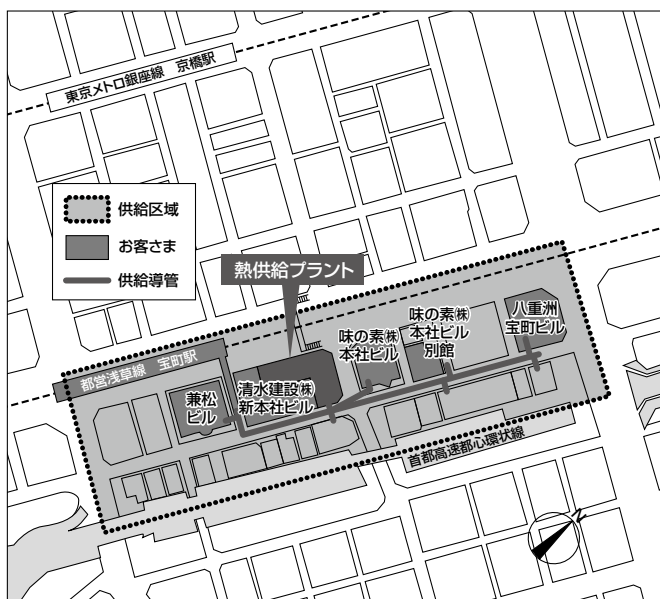 東京メトロ銀座線　京橋駅
供給区域
お客さま
供給導管
熱供給プラント
八重洲
宝町ビル
味の素㈱
本社ビル
別館
味の素㈱
本社ビル
都営浅草線　宝町駅
清水建設㈱
新本社ビル
兼松
ビル
首都高速都心環状線
N